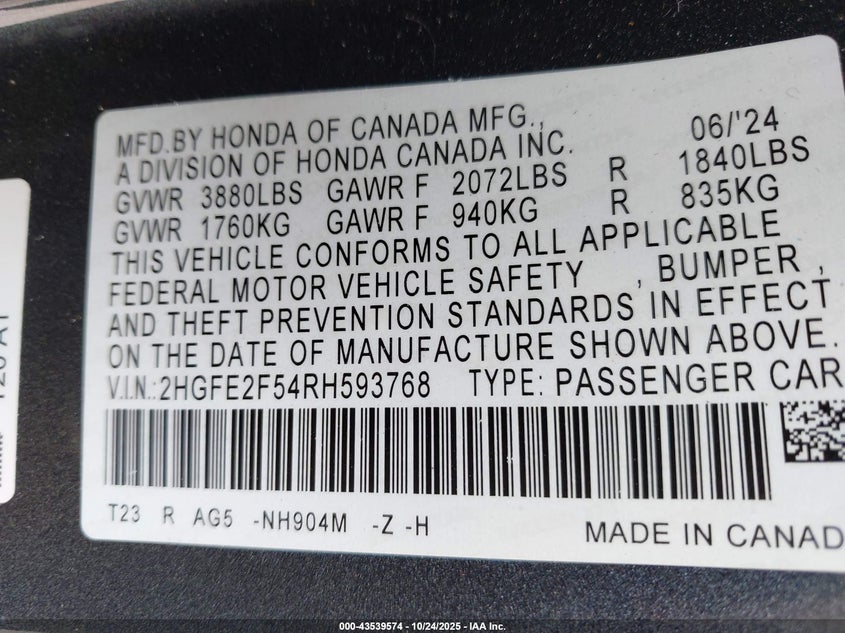 MFD.BY HONDA OF CANADA MFG., 06/'24
A DIVISION OF HONDA CANADA INC.
GVWR 3880LBS GAWR F 2072LBS R 1840LBS
GVWR 1760KG GAWR F 940KG R 835KG
THIS VEHICLE CONFORMS TO ALL APPLICABLE
FEDERAL MOTOR VEHICLE SAFETY , BUMPER ,
AND THEFT PREVENTION STANDARDS IN EFFECT
ON THE DATE OF MANUFACTURE SHOWN ABOVE.
V.I.N.:2HGFE2F54RH593768 TYPE: PASSENGER CAR
T23 R AG5 -NH904M -Z -H
MADE IN CANAD
000-43539574 | 10/24/2025 - IAA Inc.